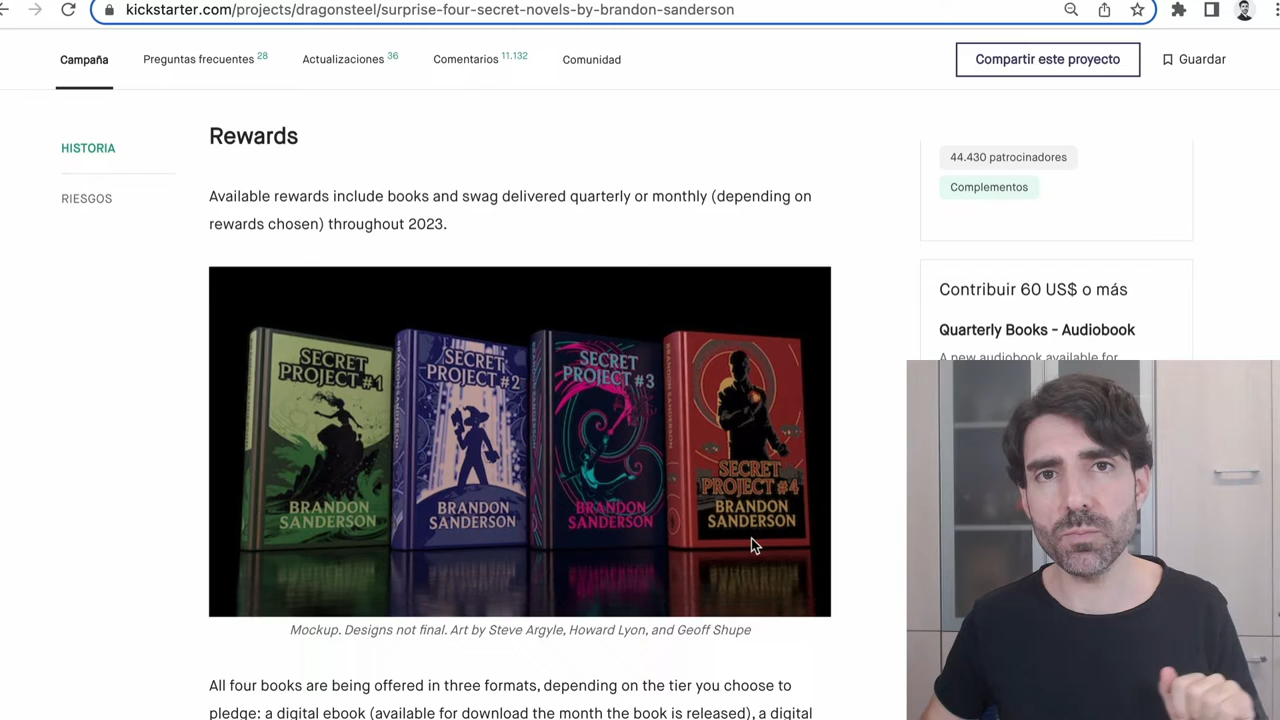 kickstarter.com/projects/dragonsteel/surprise-four-secret-novels-by-brandon-sanderson
Campaña
Preguntas frecuentes 28
Actualizaciones 36
Comentarios 11.132
Comunidad
Compartir este proyecto
Guardar
HISTORIA
RIESGOS
Rewards
Available rewards include books and swag delivered quarterly or monthly (depending on
rewards chosen) throughout 2023.
SECRET
PROJECT #1
BRANDON
SANDERSON
SECRET
PROJECT #2
BRANDON
SANDERSON
SECRET
PROJECT #3
BRANDON
SANDERSON
SECRET
PROJECT #4
BRANDON
SANDERSON
Mockup. Designs not final. Art by Steve Argyle, Howard Lyon, and Geoff Shupe
All four books are being offered in three formats, depending on the tier you choose to
pledge: a digital ebook (available for download the month the book is released), a digital
44.430 patrocinadores
Complementos
Contribuir 60 US$ o más
Quarterly Books - Audiobook
A new audiobook available for